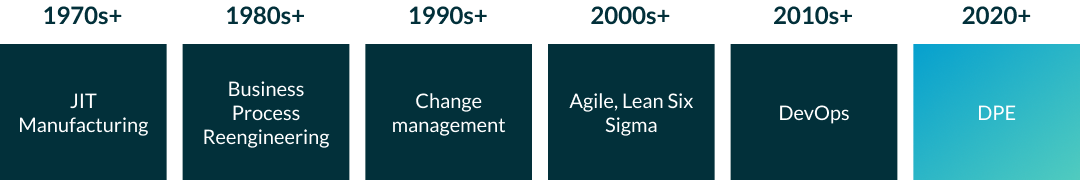 1970s+
1980s+
1990s+
2000s+
2010s+
2020+
JIT
Manufacturing
Business
Process
Reengineering
Change
management
Agile, Lean Six
Sigma
DevOps
DPE